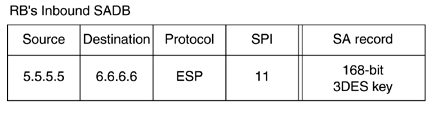 RB's Inbound SADB
Source Destination Protocol SPI SA record
5.5.5.5 6.6.6.6 ESP 11 168-bit
3DES key